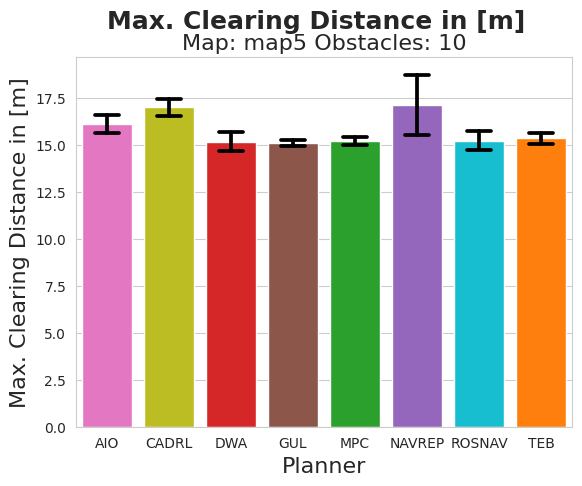 Max. Clearing Distance in [m]
Map: map5 Obstacles: 10
Max. Clearing Distance in [m]
17.5
15.0
12.5
10.0
7.5
5.0
2.5
0.0
AIO CADRL DWA GUL MPC NAVREP ROSNAV TEB
Planner